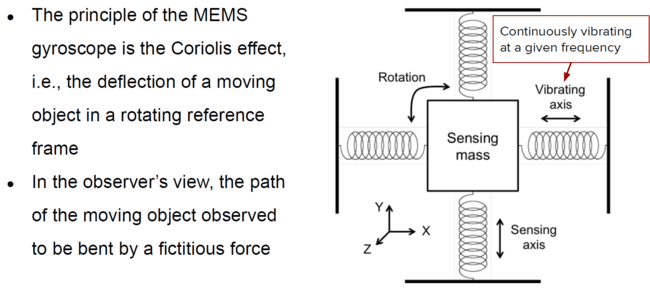 • The principle of the MEMS
gyroscope is the Coriolis effect,
i.e., the deflection of a moving
object in a rotating reference
frame
• In the observer's view, the path
of the moving object observed
to be bent by a fictitious force
Continuously vibrating
at a given frequency
Rotation
Vibrating
axis
Sensing
mass
Y
X
Z
Sensing
axis